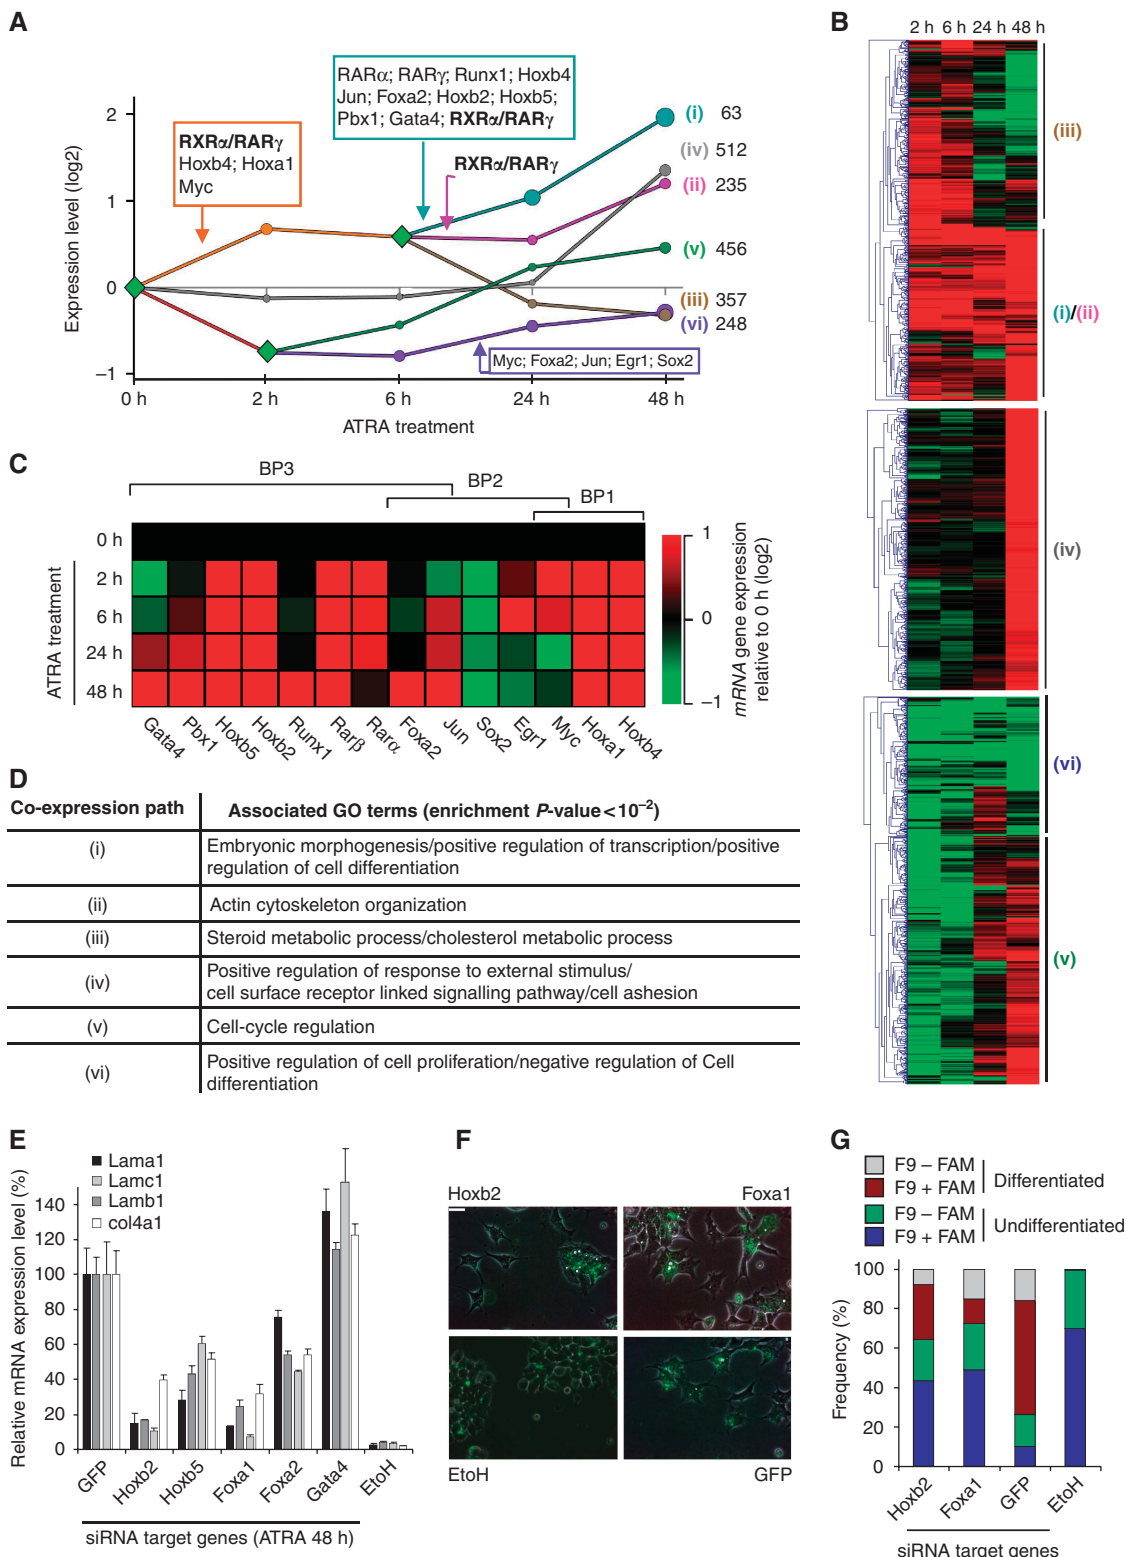 A
RARα; RARγ; Runx1; Hoxb4
Jun; Foxa2; Hoxb2; Hoxb5;
Pbx1; Gata4; RXRα/RARγ
RXRα/RARγ
Hoxb4; Hoxa1
Myc
RXRα/RARγ
Myc; Foxa2; Jun; Egr1; Sox2
Expression level (log2)
2
1
0
−1
0 h
2 h
6 h
24 h
48 h
ATRA treatment
(i) 63
(iv) 512
(ii) 235
(v) 456
(iii) 357
(vi) 248
B
2 h 6 h 24 h 48 h
(iii)
(i)/(ii)
(iv)
(vi)
(v)
C
BP3
BP2
BP1
ATRA treatment
0 h
2 h
6 h
24 h
48 h
Gata4
Pbx1
Hoxb5
Hoxb2
Runx1
Rarβ
Rarα
Foxa2
Jun
Sox2
Egr1
Myc
Hoxa1
Hoxb4
1
0
−1
mRNA gene expression
relative to 0 h (log2)
D
Co-expression path
Associated GO terms (enrichment P-value<10−2)
(i)
Embryonic morphogenesis/positive regulation of transcription/positive
regulation of cell differentiation
(ii)
Actin cytoskeleton organization
(iii)
Steroid metabolic process/cholesterol metabolic process
(iv)
Positive regulation of response to external stimulus/
cell surface receptor linked signalling pathway/cell ashesion
(v)
Cell-cycle regulation
(vi)
Positive regulation of cell proliferation/negative regulation of Cell
differentiation
E
Relative mRNA expression level (%)
Lama1
Lamc1
Lamb1
col4a1
140
120
100
80
60
40
20
0
GFP
Hoxb2
Hoxb5
Foxa1
Foxa2
Gata4
EtoH
siRNA target genes (ATRA 48 h)
F
Hoxb2
Foxa1
EtoH
GFP
G
F9 – FAM
F9 + FAM
Differentiated
F9 – FAM
F9 + FAM
Undifferentiated
Frequency (%)
100
80
60
40
20
0
Hoxb2
Foxa1
GFP
EtoH
siRNA target genes